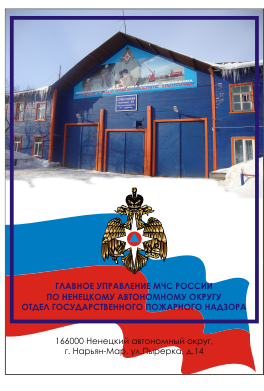 ГЛАВНОЕ УПРАВЛЕНИЕ МЧС РОССИИ
ПО НЕНЕЦКОМУ АВТОНОМНОМУ ОКРУГУ
ОТДЕЛ ГОСУДАРСТВЕННОГО ПОЖАРНОГО НАДЗОРА
166000 Ненецкий автономный округ,
г. Нарьян-Мар, ул Пырерка, д.14